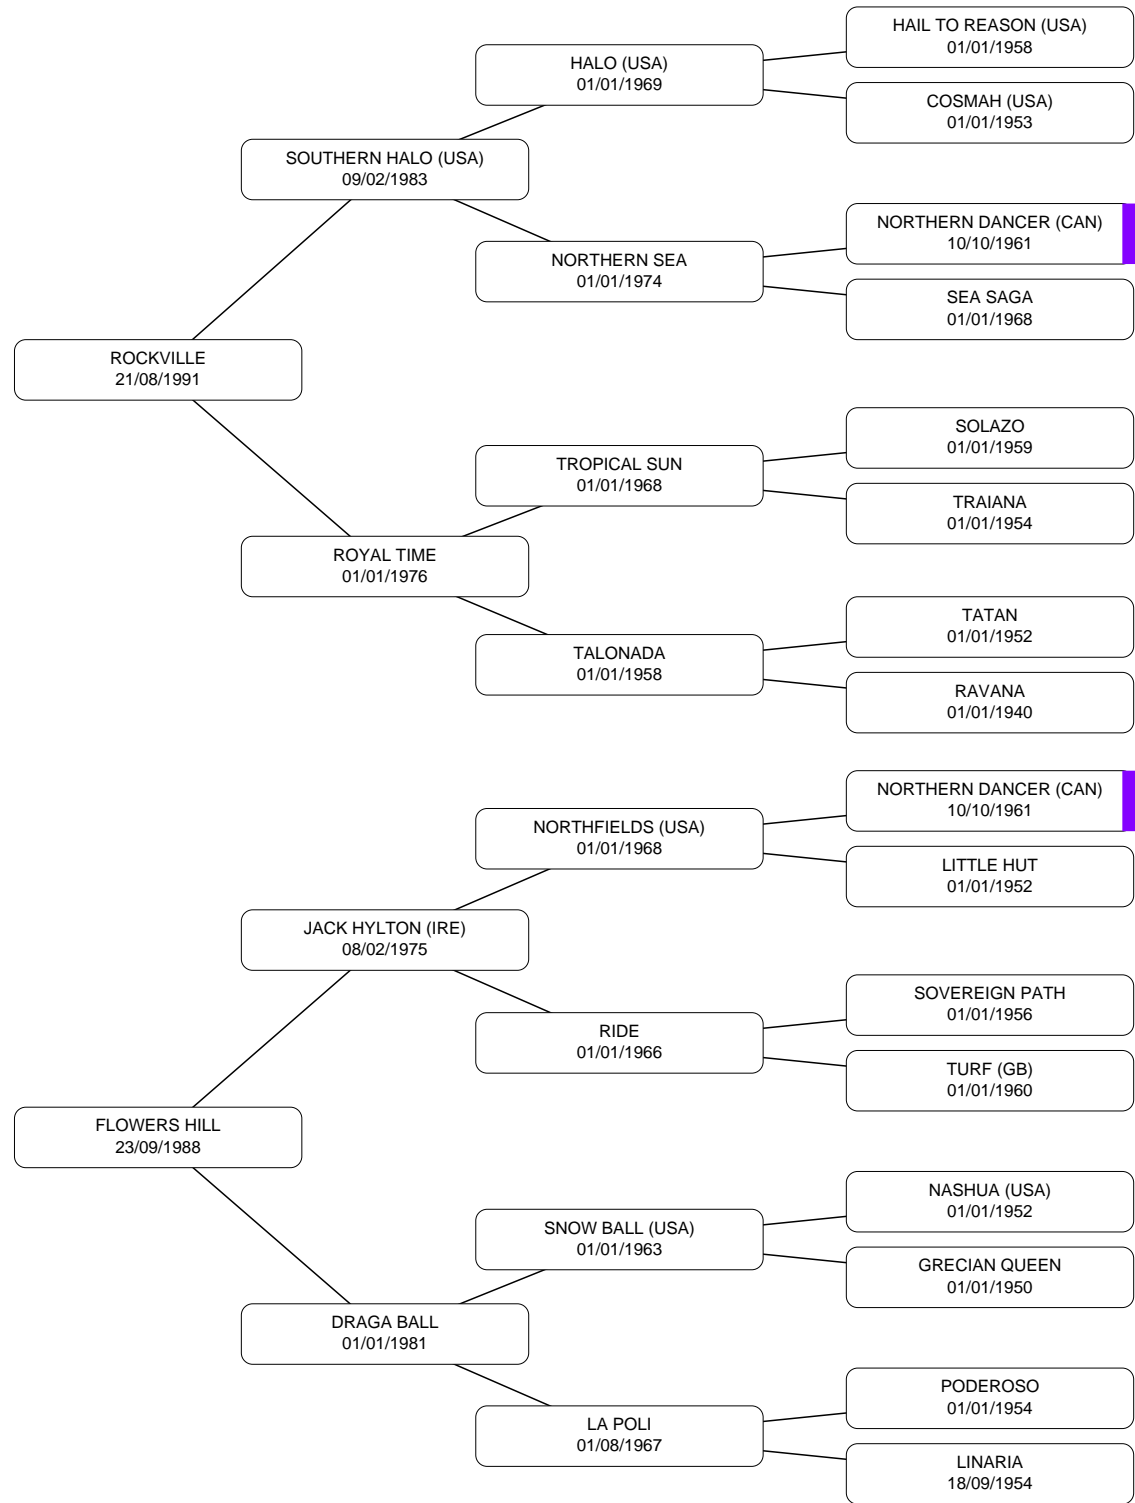 HAIL TO REASON (USA)
01/01/1958
HALO (USA)
01/01/1969
COSMAH (USA)
01/01/1953
SOUTHERN HALO (USA)
09/02/1983
NORTHERN DANCER (CAN)
10/10/1961
NORTHERN SEA
01/01/1974
SEA SAGA
01/01/1968
ROCKVILLE
21/08/1991
SOLAZO
01/01/1959
TROPICAL SUN
01/01/1968
TRAIANA
01/01/1954
ROYAL TIME
01/01/1976
TATAN
01/01/1952
TALONADA
01/01/1958
RAVANA
01/01/1940
NORTHERN DANCER (CAN)
10/10/1961
NORTHFIELDS (USA)
01/01/1968
LITTLE HUT
01/01/1952
JACK HYLTON (IRE)
08/02/1975
SOVEREIGN PATH
01/01/1956
RIDE
01/01/1966
TURF (GB)
01/01/1960
FLOWERS HILL
23/09/1988
NASHUA (USA)
01/01/1952
SNOW BALL (USA)
01/01/1963
GRECIAN QUEEN
01/01/1950
DRAGA BALL
01/01/1981
PODEROSO
01/01/1954
LA POLI
01/08/1967
LINARIA
18/09/1954